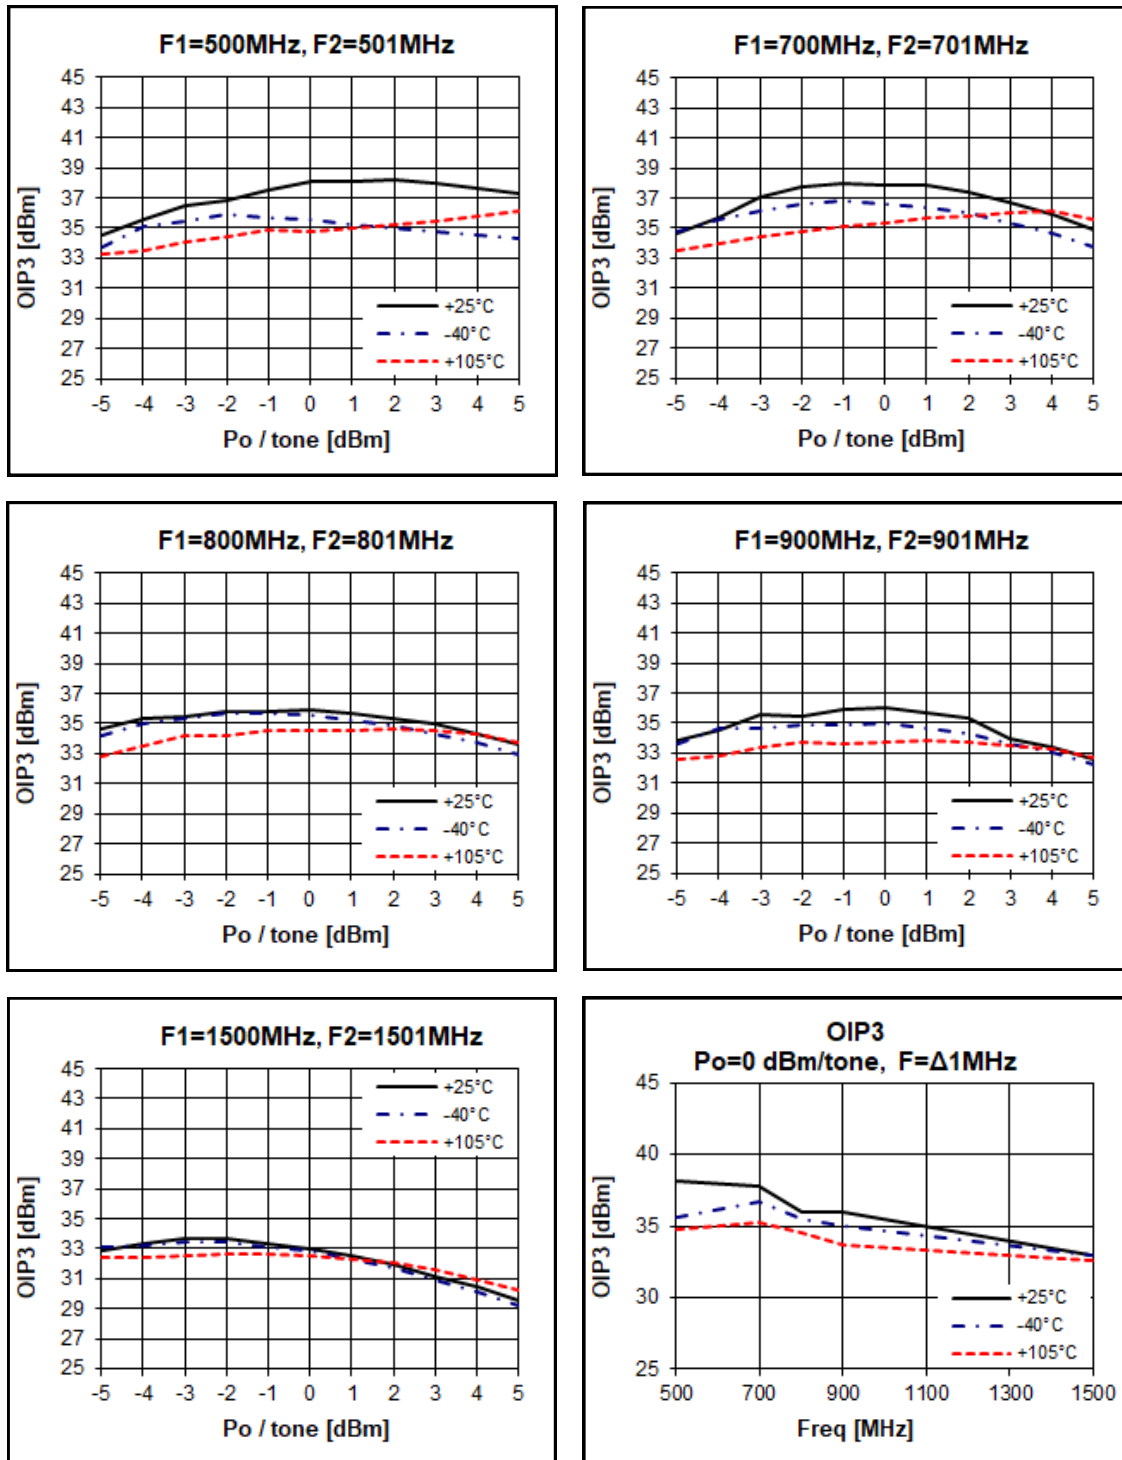 F1=500MHz, F2=501MHz
45
43
41
39
37
35
33
31
29
27
25
OIP3 [dBm]
+25°C
-40°C
+105°C
-5 -4 -3 -2 -1 0 1 2 3 4 5
Po / tone [dBm]
F1=700MHz, F2=701MHz
45
43
41
39
37
35
33
31
29
27
25
OIP3 [dBm]
+25°C
-40°C
+105°C
-5 -4 -3 -2 -1 0 1 2 3 4 5
Po / tone [dBm]
F1=800MHz, F2=801MHz
45
43
41
39
37
35
33
31
29
27
25
OIP3 [dBm]
+25°C
-40°C
+105°C
-5 -4 -3 -2 -1 0 1 2 3 4 5
Po / tone [dBm]
F1=900MHz, F2=901MHz
45
43
41
39
37
35
33
31
29
27
25
OIP3 [dBm]
+25°C
-40°C
+105°C
-5 -4 -3 -2 -1 0 1 2 3 4 5
Po / tone [dBm]
F1=1500MHz, F2=1501MHz
45
43
41
39
37
35
33
31
29
27
25
OIP3 [dBm]
+25°C
-40°C
+105°C
-5 -4 -3 -2 -1 0 1 2 3 4 5
Po / tone [dBm]
OIP3
Po=0 dBm/tone, F=Δ1MHz
45
40
35
30
25
OIP3 [dBm]
+25°C
-40°C
+105°C
500 700 900 1100 1300 1500
Freq [MHz]